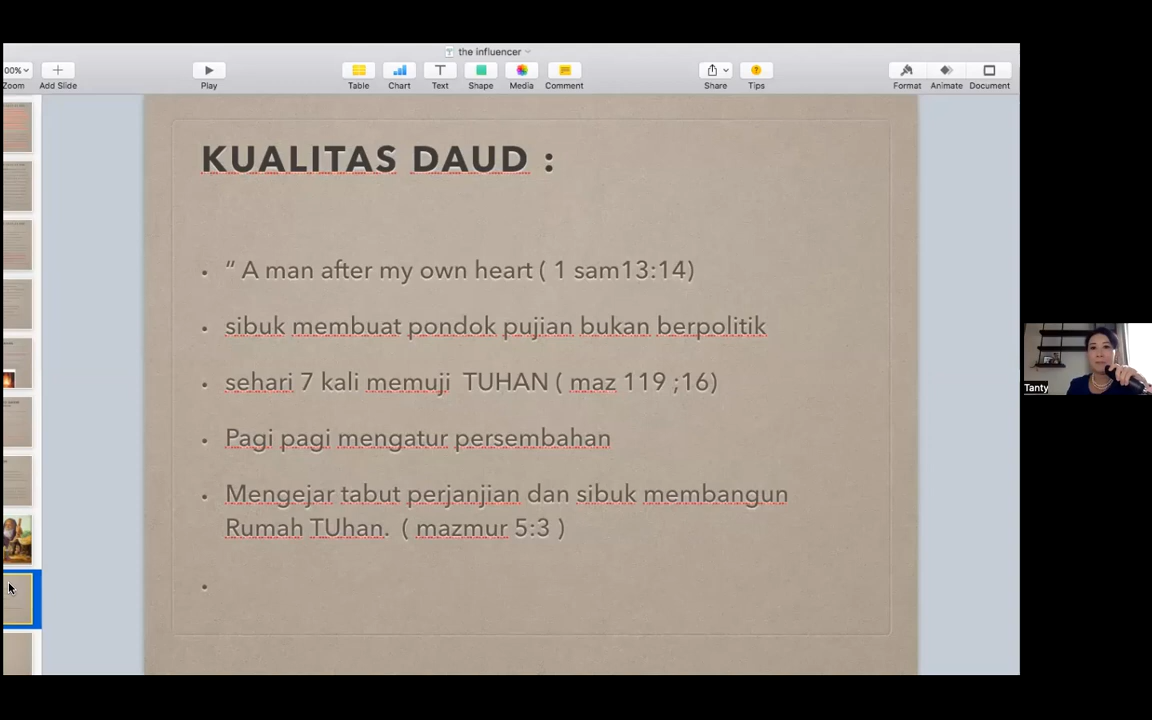 the influencer
00%
Zoom
Add Slide
Play
Table
Chart
Text
Shape
Media
Comment
Share
Tips
Format
Animate
Document
KUALITAS DAUD :
• “ A man after my own heart ( 1 sam13:14)
• sibuk membuat pondok pujian bukan berpolitik
• sehari 7 kali memuji TUHAN ( maz 119 ;16)
• Pagi pagi mengatur persembahan
• Mengejar tabut perjanjian dan sibuk membangun
Rumah TUhan. ( mazmur 5:3 )
•
Tanty